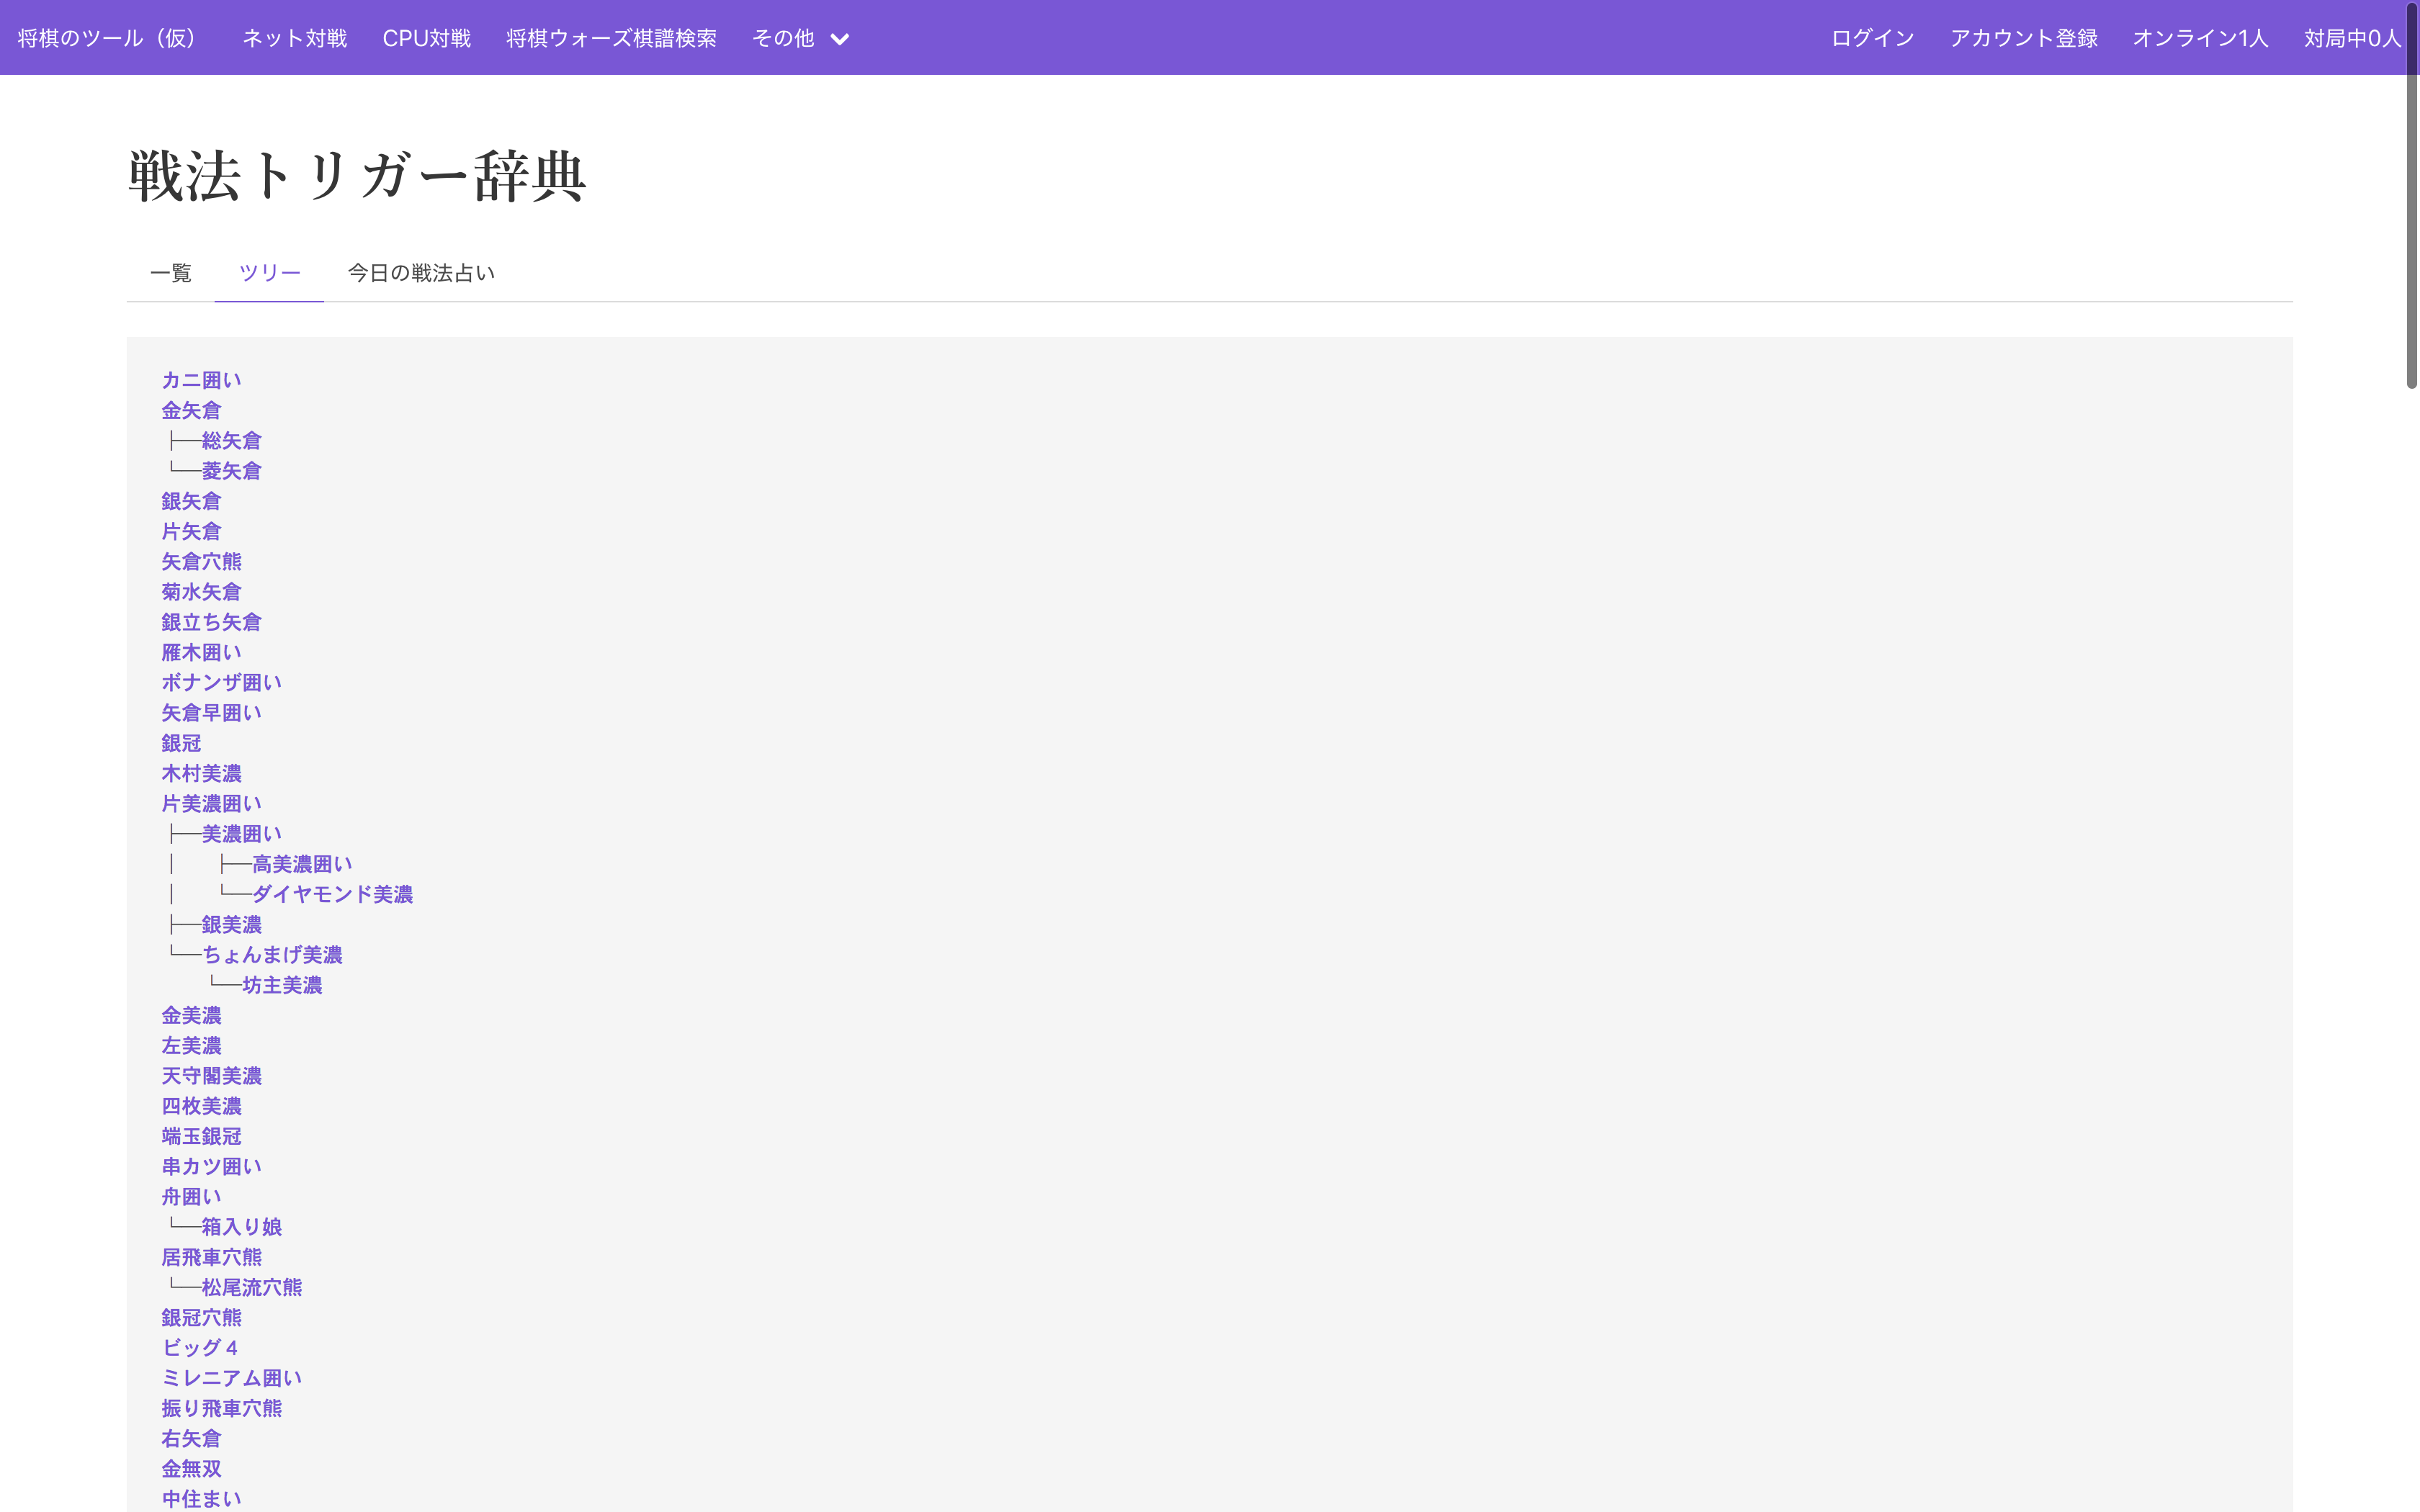 将棋のツール（仮） ネット対戦 CPU対戦 将棋ウォーズ棋譜検索 その他 ログイン アカウント登録 オンライン1人 対局中0人
戦法トリガー辞典
一覧 ツリー 今日の戦法占い
カニ囲い
金矢倉
├──総矢倉
└──菱矢倉
銀矢倉
片矢倉
矢倉穴熊
菊水矢倉
銀立ち矢倉
雁木囲い
ボナンザ囲い
矢倉早囲い
銀冠
木村美濃
片美濃囲い
├──美濃囲い
│   ├──高美濃囲い
│   └──ダイヤモンド美濃
├──銀美濃
└──ちょんまげ美濃
    └──坊主美濃
金美濃
左美濃
天守閣美濃
四枚美濃
端玉銀冠
串カツ囲い
舟囲い
└──箱入り娘
居飛車穴熊
└──松尾流穴熊
銀冠穴熊
ビッグ４
ミレニアム囲い
振り飛車穴熊
右矢倉
金無双
中住まい